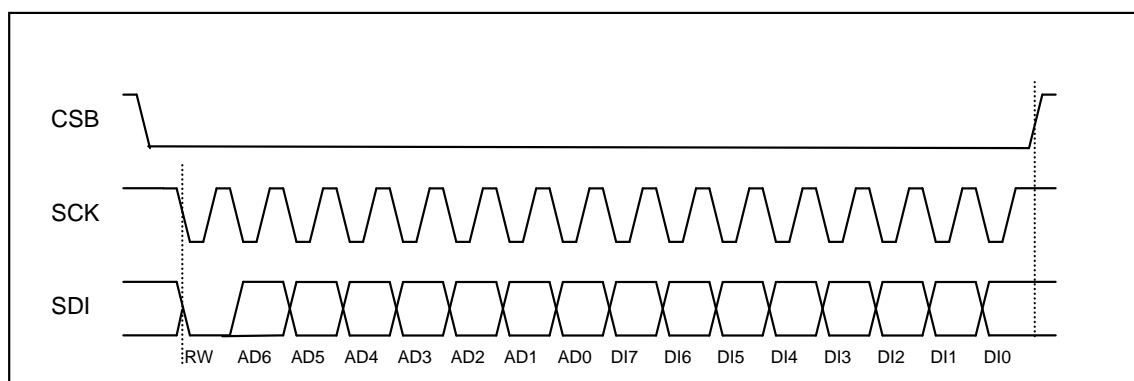 CSB
SCK
SDI
RW AD6 AD5 AD4 AD3 AD2 AD1 AD0 DI7 DI6 DI5 DI4 DI3 DI2 DI1 DI0